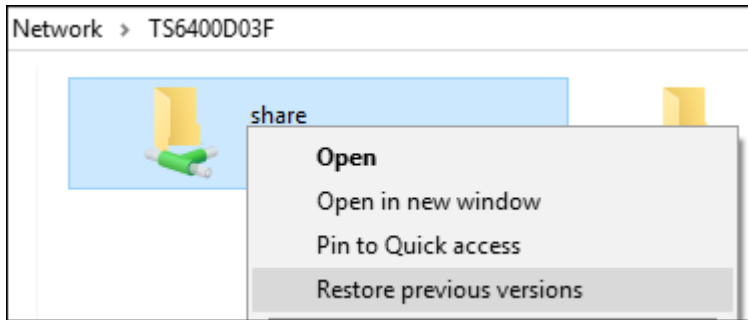 Network > TS6400D03F
share
Open
Open in new window
Pin to Quick access
Restore previous versions